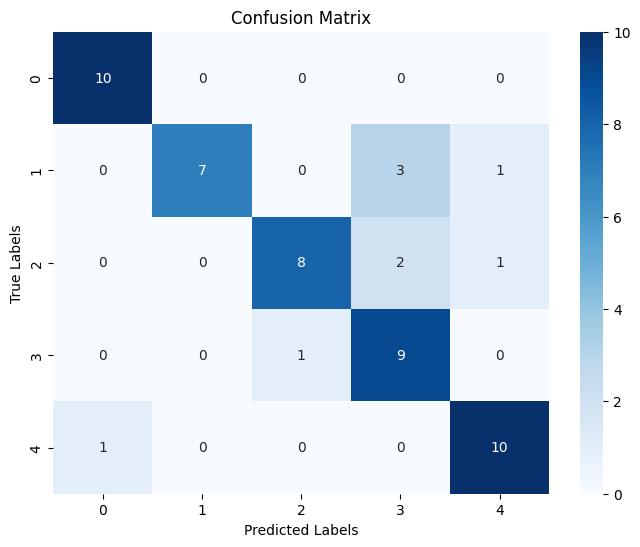 Confusion Matrix
0 10 0 0 0 0
1 0 7 0 3 1
2 0 0 8 2 1
3 0 0 1 9 0
4 1 0 0 0 10
0 1 2 3 4
True Labels
Predicted Labels
10
8
6
4
2
0